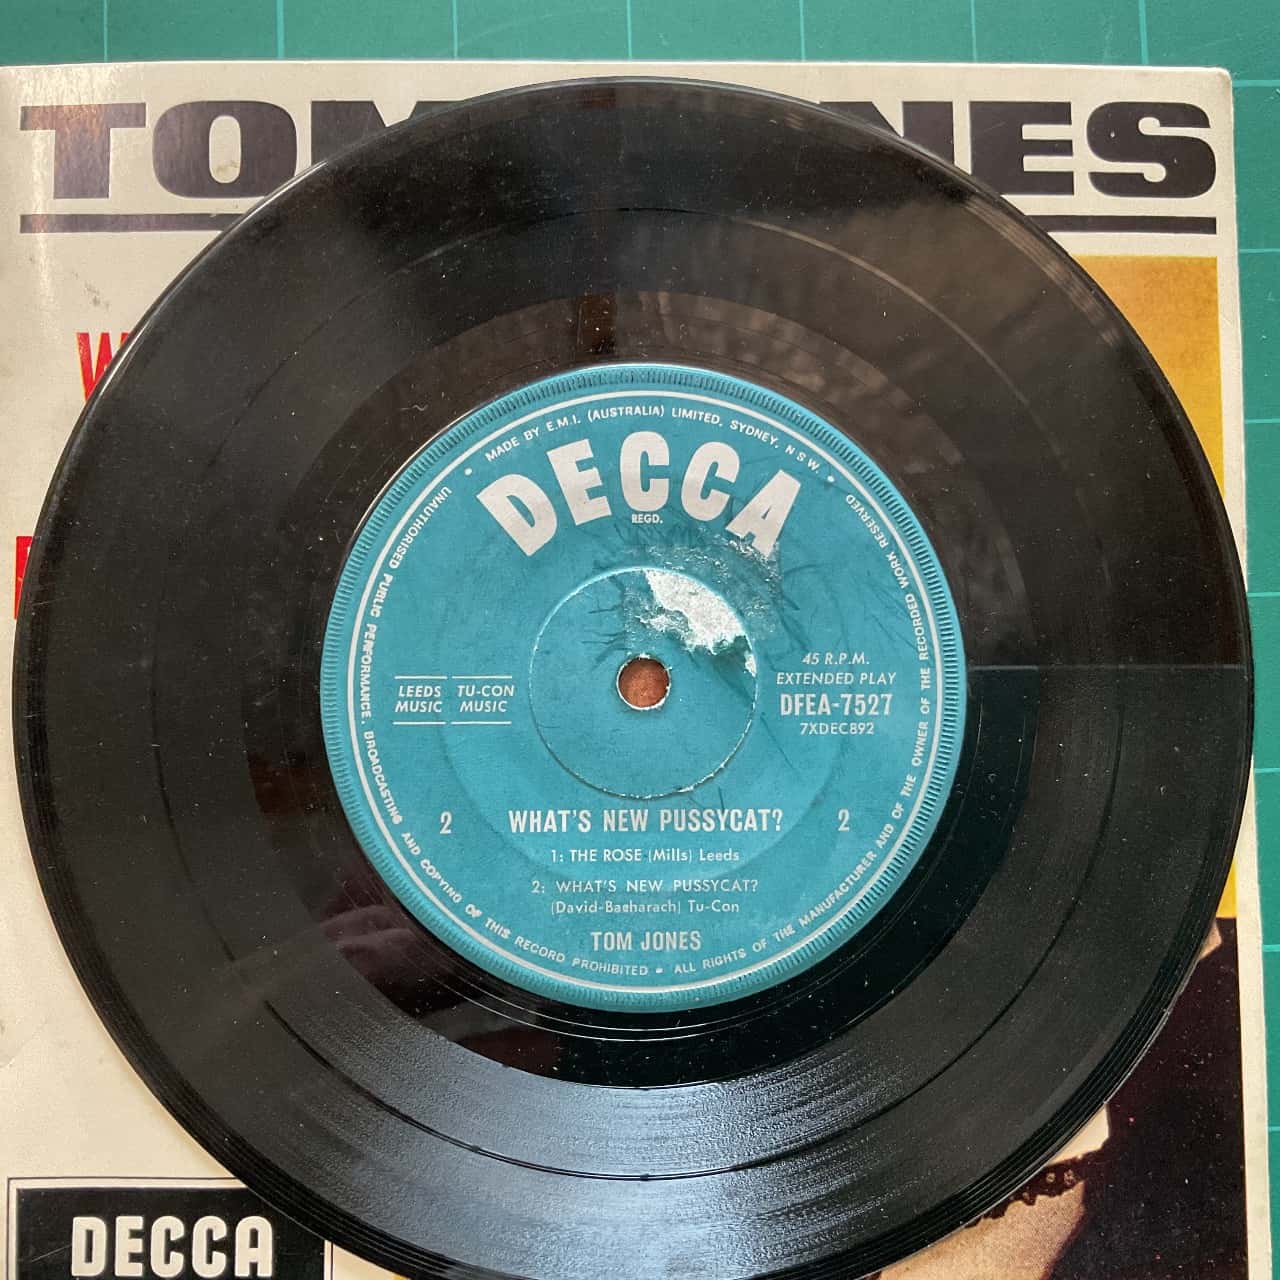 TOM JONES
W
MADE BY E.M.I. (AUSTRALIA) LIMITED, SYDNEY, N.S.W.
UNAUTHORISED PUBLIC PERFORMANCE, BROADCASTING AND COPYING OF THIS RECORD PROHIBITED • ALL RIGHTS OF THE MANUFACTURER AND OF THE OWNER OF THE RECORDED WORK RESERVED
DECCA
REGD.
LEEDS MUSIC
TU-CON MUSIC
45 R.P.M.
EXTENDED PLAY
DFEA-7527
7XDEC892
2 WHAT'S NEW PUSSYCAT? 2
1: THE ROSE (Mills) Leeds
2: WHAT'S NEW PUSSYCAT?
(David-Bacharach) Tu-Con
TOM JONES
DECCA